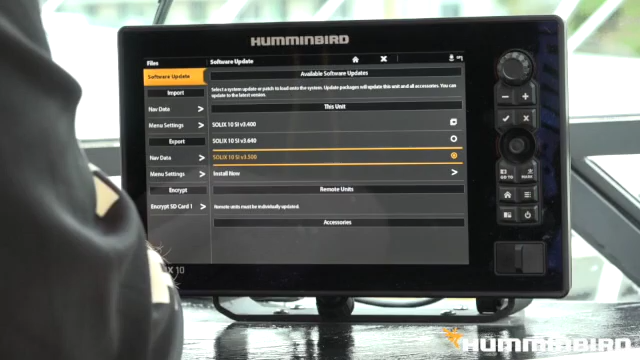 HUMMINBIRD
Files
Software Update
Software Update
Available Software Updates
Select a system update or patch to load onto the system. Update packages will update this unit and all accessories. You can
update to the latest version.
Import
This Unit
Nav Data
SOLIX 10 SI v3.400
Menu Settings
SOLIX 10 SI v3.640
Export
Nav Data
SOLIX 10 SI v3.500
Menu Settings
Install Now
Encrypt
Remote Units
Encrypt SD Card 1
Remote units must be individually updated.
Accessories
X 10
HUMMINBIRD